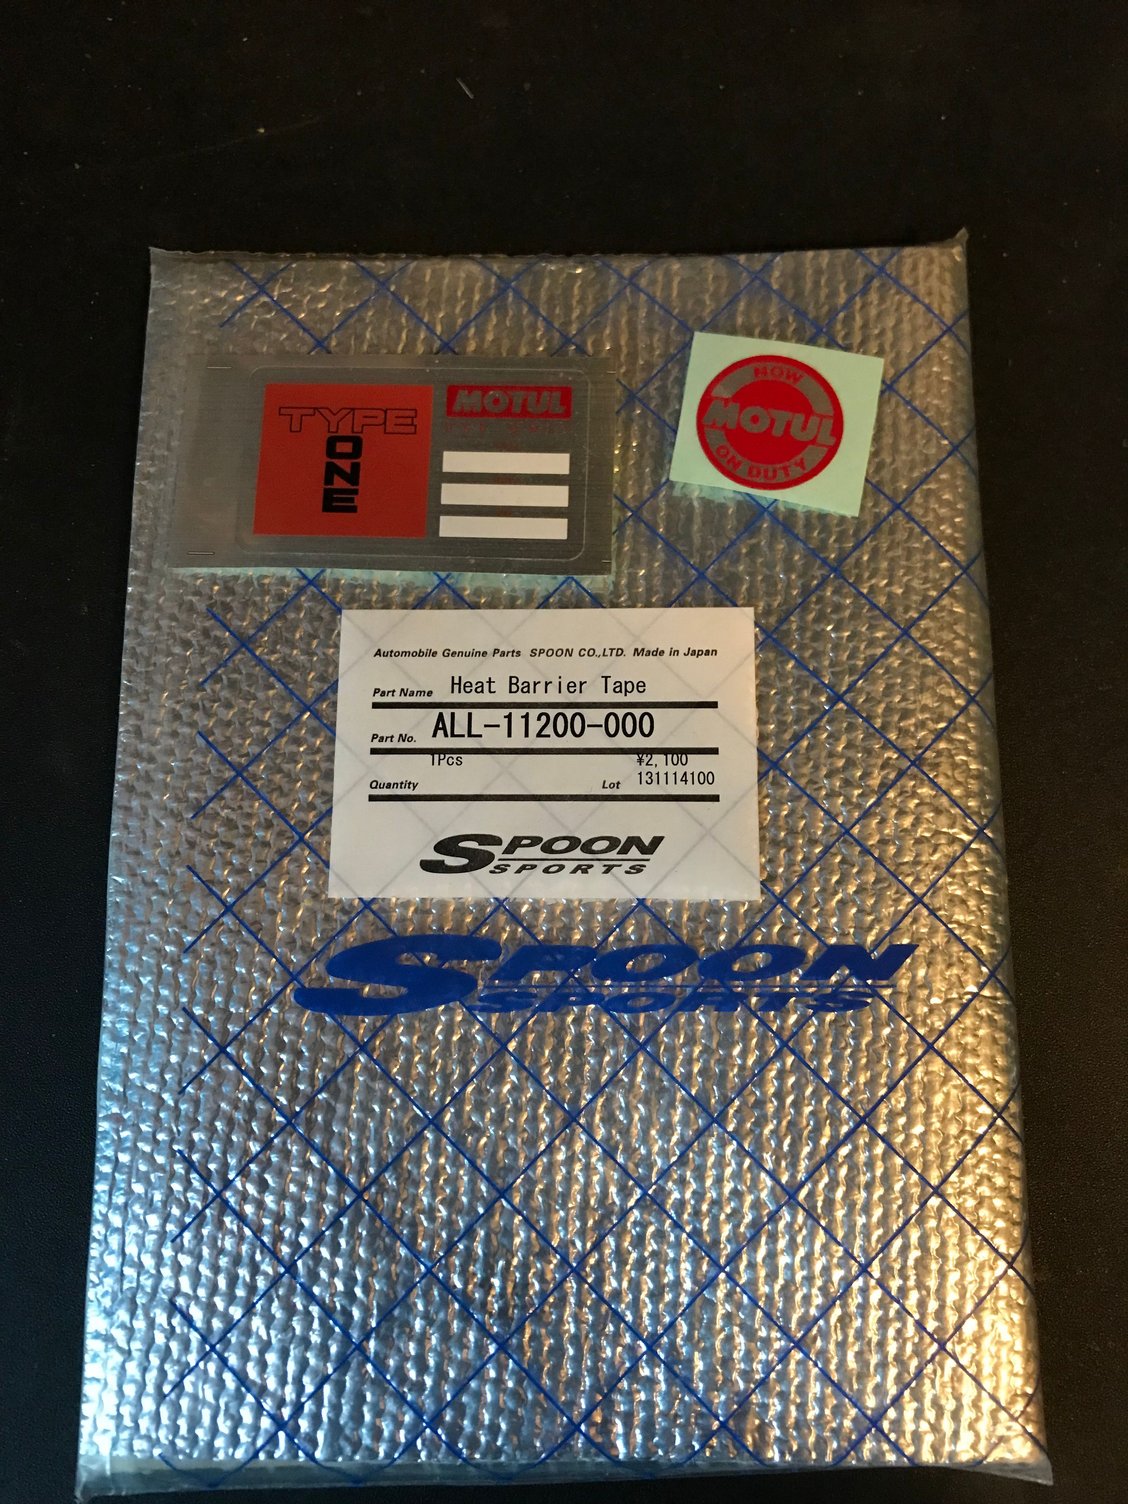 TYPE
ONE
MOTUL
NOW
MOTUL
ON DUTY
Automobile Genuine Parts SPOON CO.,LTD. Made in Japan
Part Name Heat Barrier Tape
Part No. ALL-11200-000
1Pcs ¥2,100
Quantity Lot 131114100
SPOON
SPORTS
SPOON
SPORTS